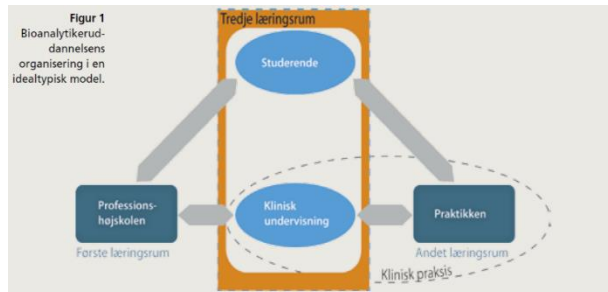 Figur 1
Bioanalytikerud-
dannelsens
organisering i en
idealtypisk model.
Tredje læringsrum
Studerende
Professions-
højskolen
Første læringsrum
Klinisk
undervisning
Praktikken
Andet læringsrum
Klinisk praksis